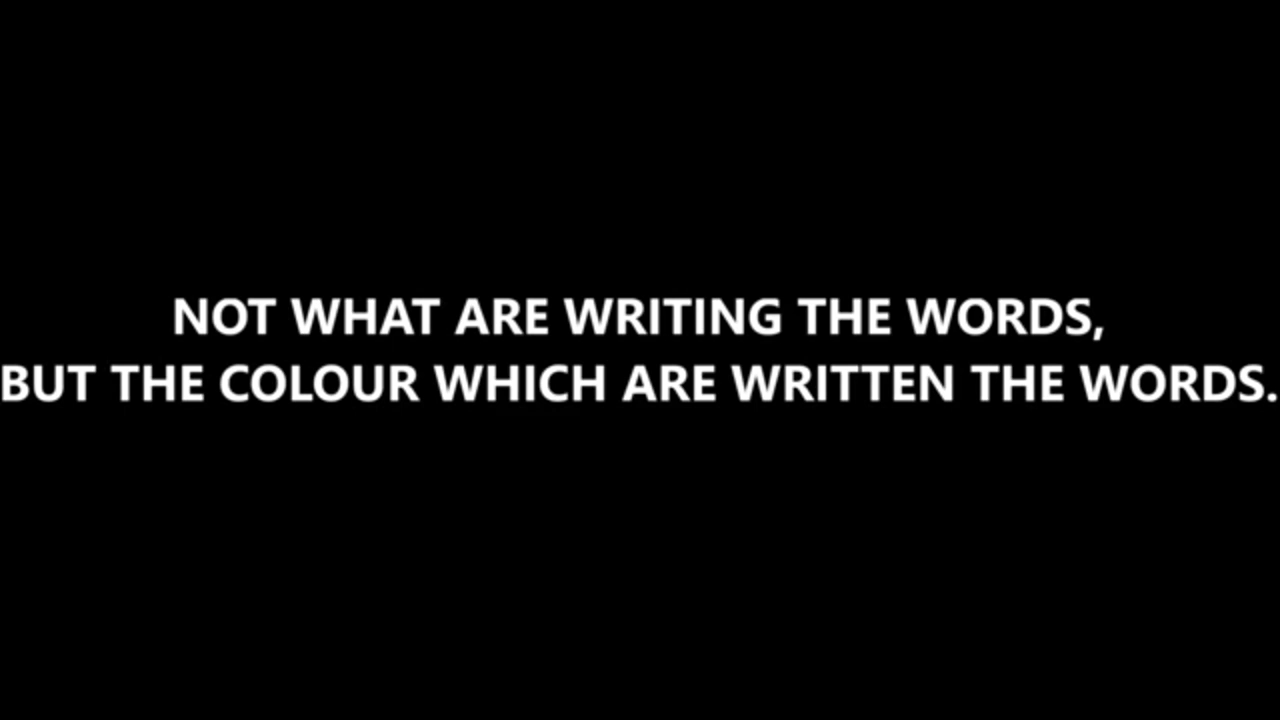 NOT WHAT ARE WRITING THE WORDS,
BUT THE COLOUR WHICH ARE WRITTEN THE WORDS.